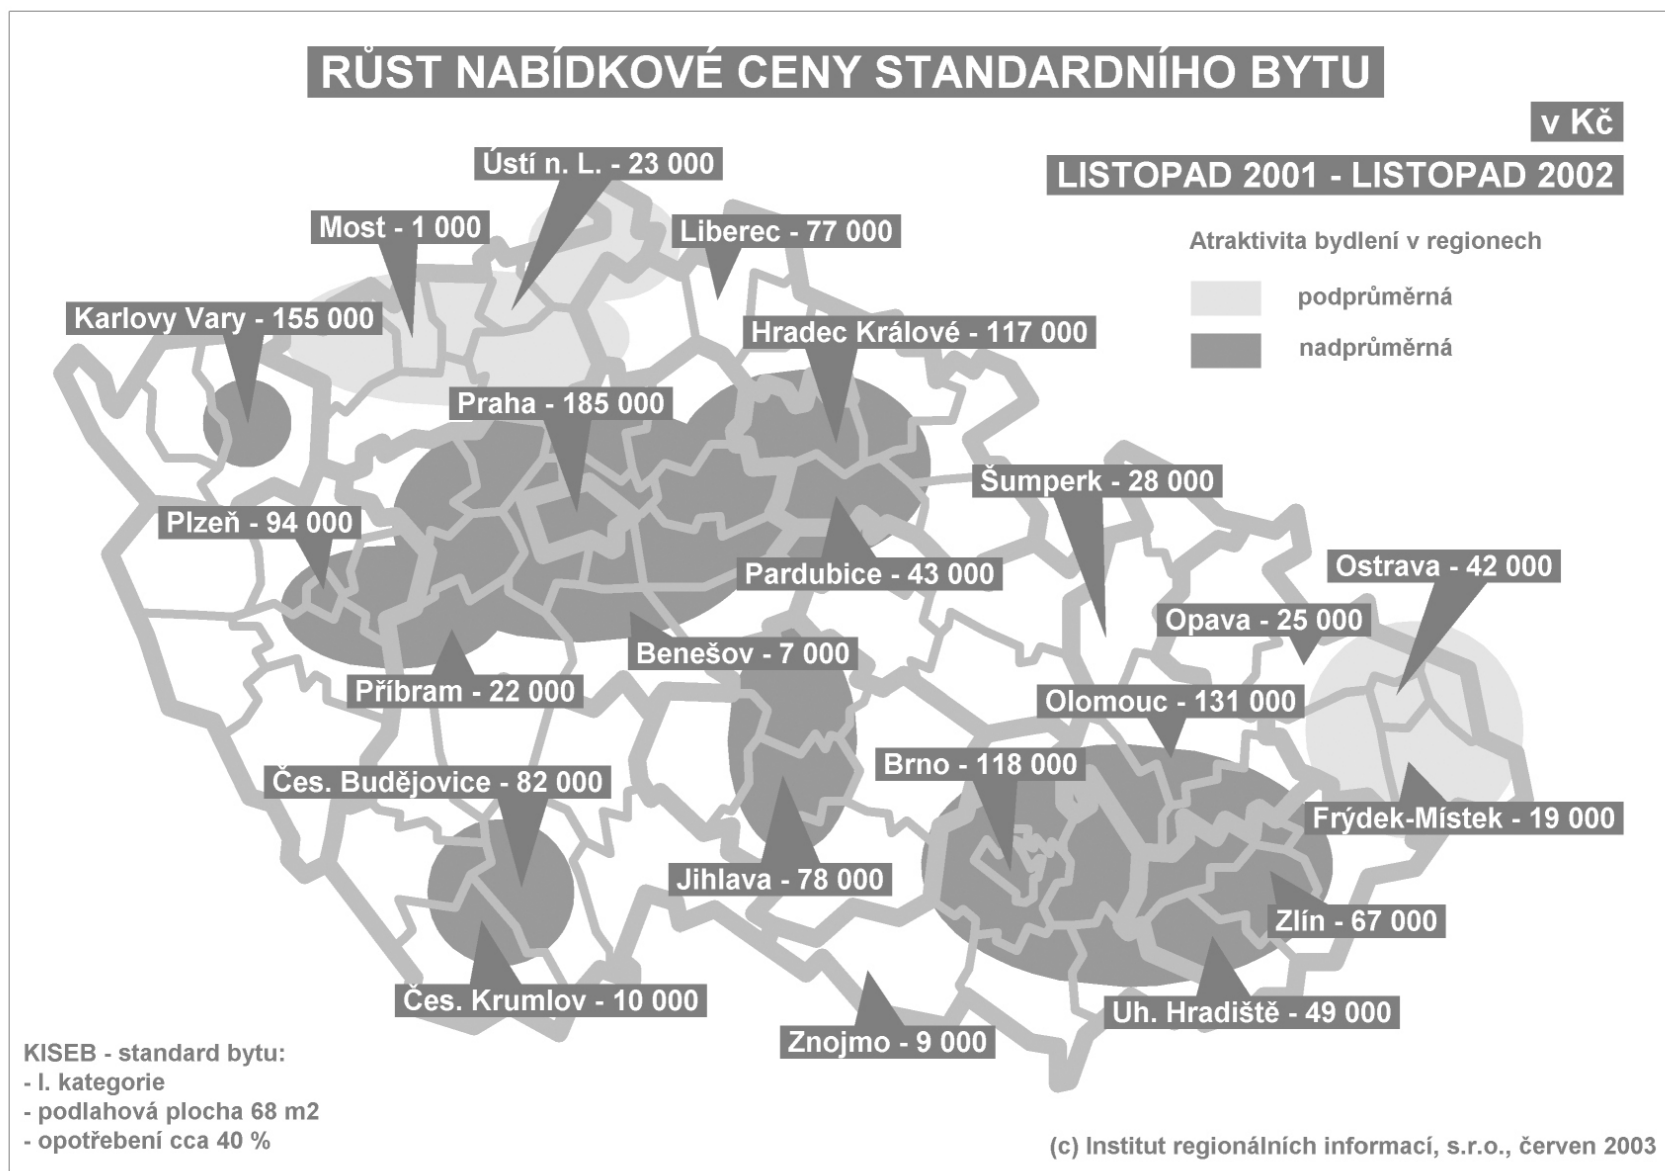 RŮST NABÍDKOVÉ CENY STANDARDNÍHO BYTU
v Kč
LISTOPAD 2001 - LISTOPAD 2002
Atraktivita bydlení v regionech
podprůměrná
nadprůměrná
Ústí n. L. - 23 000
Most - 1 000
Liberec - 77 000
Karlovy Vary - 155 000
Hradec Králové - 117 000
Praha - 185 000
Šumperk - 28 000
Plzeň - 94 000
Pardubice - 43 000
Ostrava - 42 000
Opava - 25 000
Benešov - 7 000
Příbram - 22 000
Olomouc - 131 000
Brno - 118 000
Čes. Budějovice - 82 000
Frýdek-Místek - 19 000
Jihlava - 78 000
Zlín - 67 000
Čes. Krumlov - 10 000
Uh. Hradiště - 49 000
Znojmo - 9 000
KISEB - standard bytu:
- I. kategorie
- podlahová plocha 68 m2
- opotřebení cca 40 %
(c) Institut regionálních informací, s.r.o., červen 2003